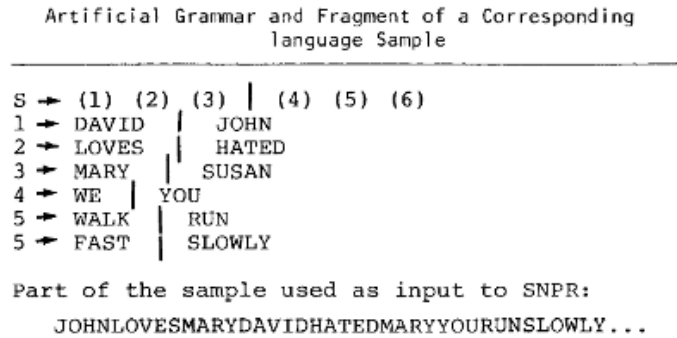 Artificial Grammar and Fragment of a Corresponding
language Sample
S → (1) (2) (3) | (4) (5) (6)
1 → DAVID | JOHN
2 → LOVES | HATED
3 → MARY | SUSAN
4 → WE | YOU
5 → WALK | RUN
5 → FAST | SLOWLY
Part of the sample used as input to SNPR:
JOHNLOVESMARYDAVIDHATEDMARYYOURUNSLOWLY...